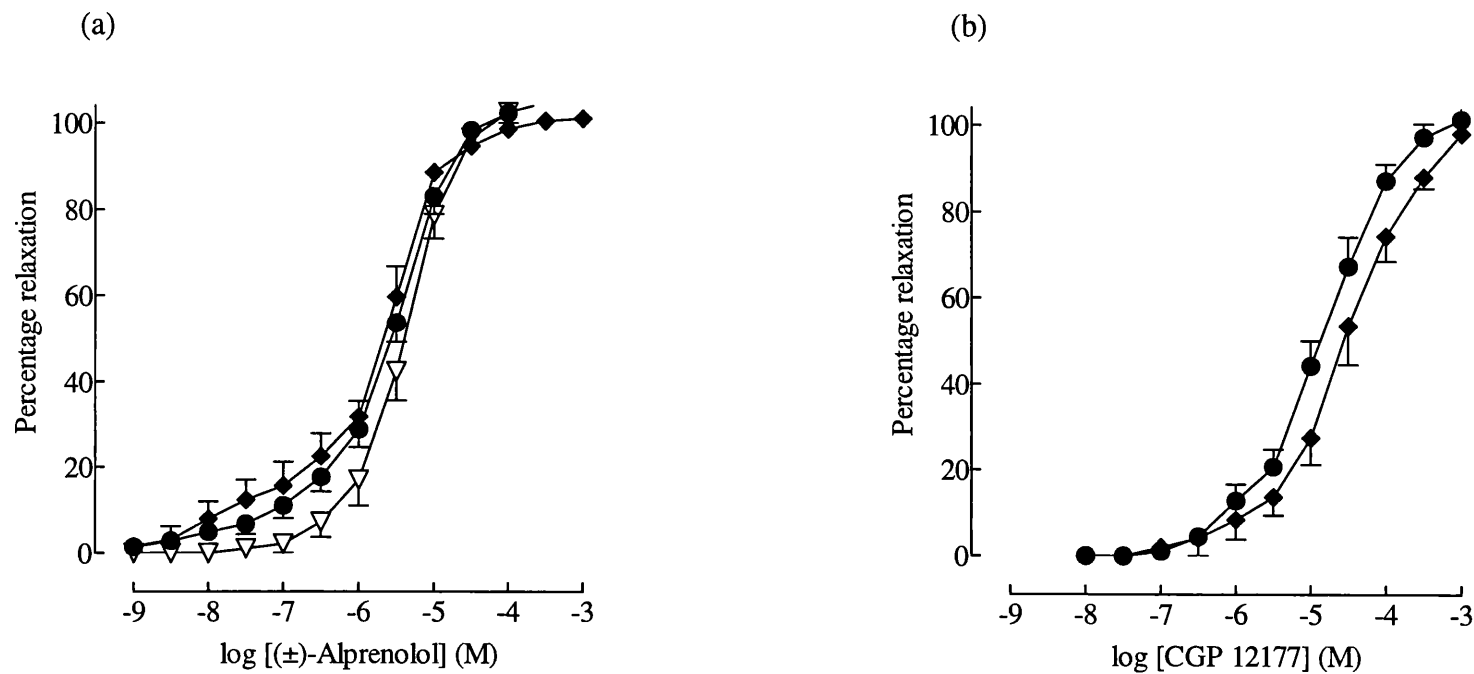 (a)
100
80
60
40
20
0
Percentage relaxation
-9 -8 -7 -6 -5 -4 -3
log [(±)-Alprenolol] (M)
(b)
100
80
60
40
20
0
Percentage relaxation
-9 -8 -7 -6 -5 -4 -3
log [CGP 12177] (M)